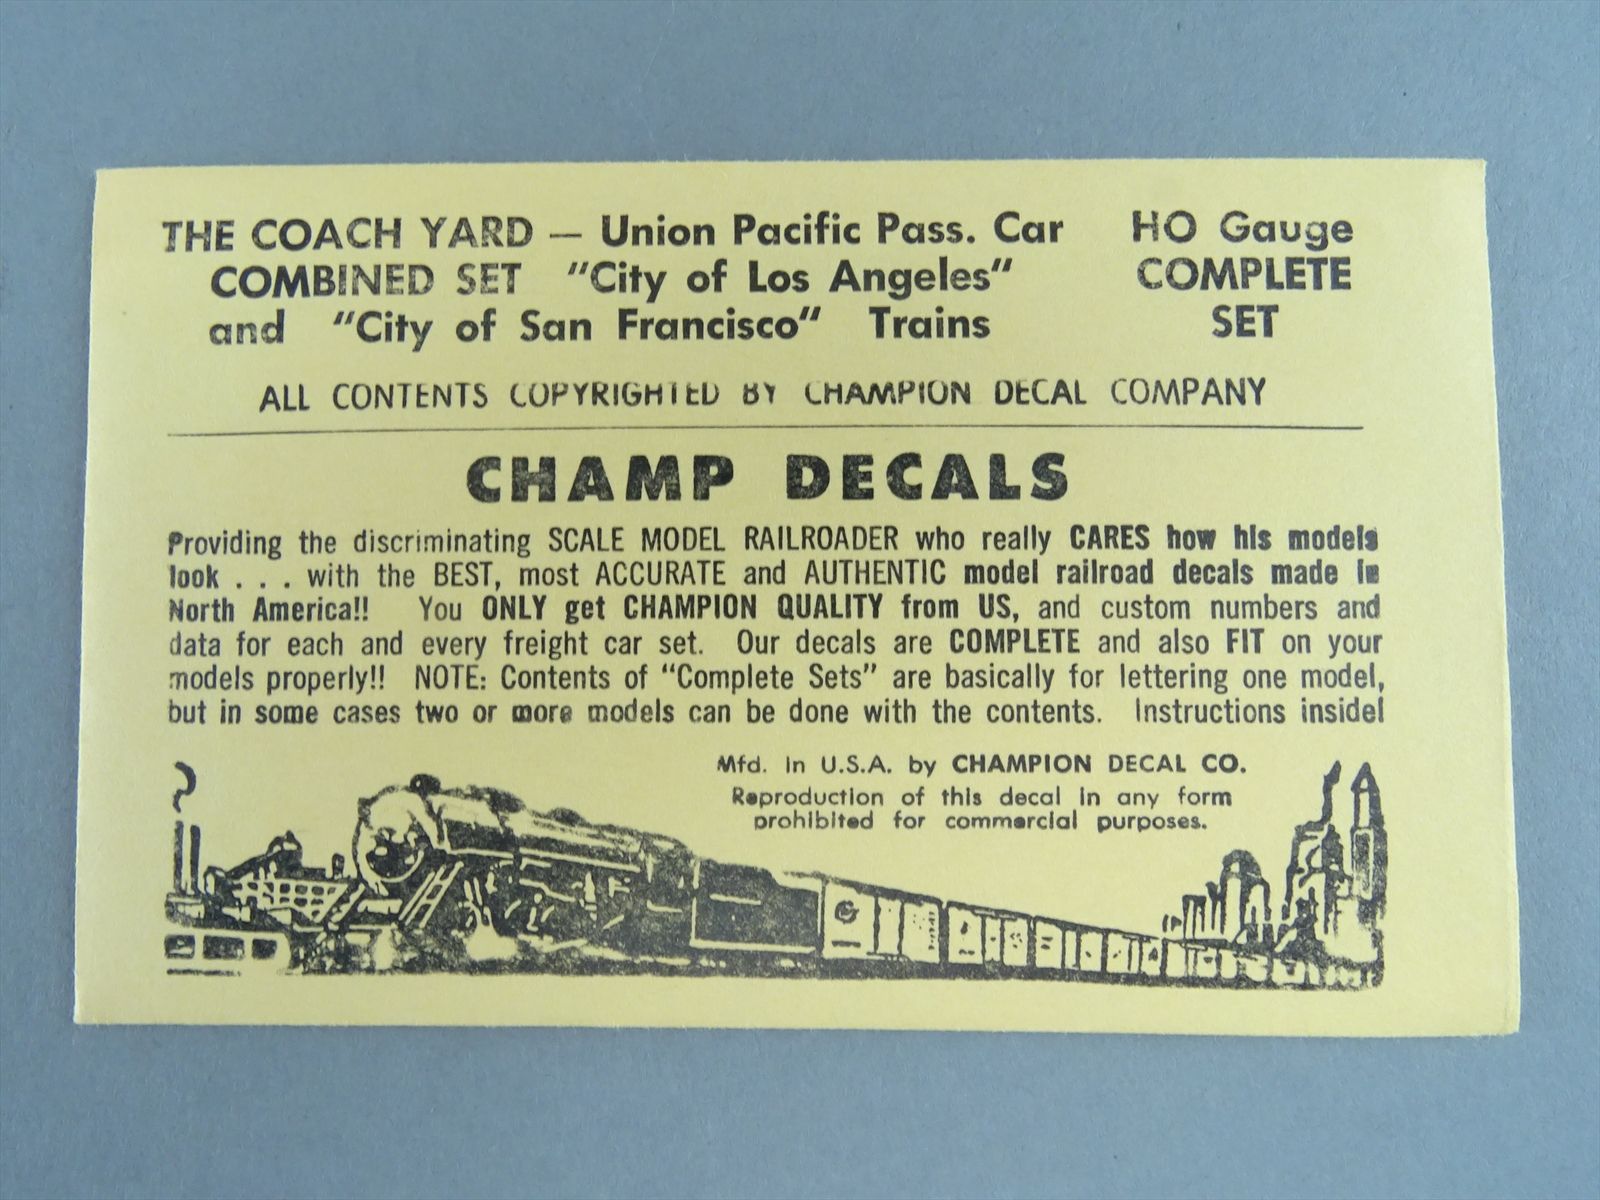 THE COACH YARD — Union Pacific Pass. Car HO Gauge
COMBINED SET "City of Los Angeles" COMPLETE
and "City of San Francisco" Trains SET
ALL CONTENTS COPYRIGHTED BY CHAMPION DECAL COMPANY
CHAMP DECALS
Providing the discriminating SCALE MODEL RAILROADER who really CARES how his models
look . . . with the BEST, most ACCURATE and AUTHENTIC model railroad decals made in
North America!! You ONLY get CHAMPION QUALITY from US, and custom numbers and
data for each and every freight car set. Our decals are COMPLETE and also FIT on your
models properly!! NOTE: Contents of "Complete Sets" are basically for lettering one model,
but in some cases two or more models can be done with the contents. Instructions inside!
Mfd. in U.S.A. by CHAMPION DECAL CO.
Reproduction of this decal in any form
prohibited for commercial purposes.